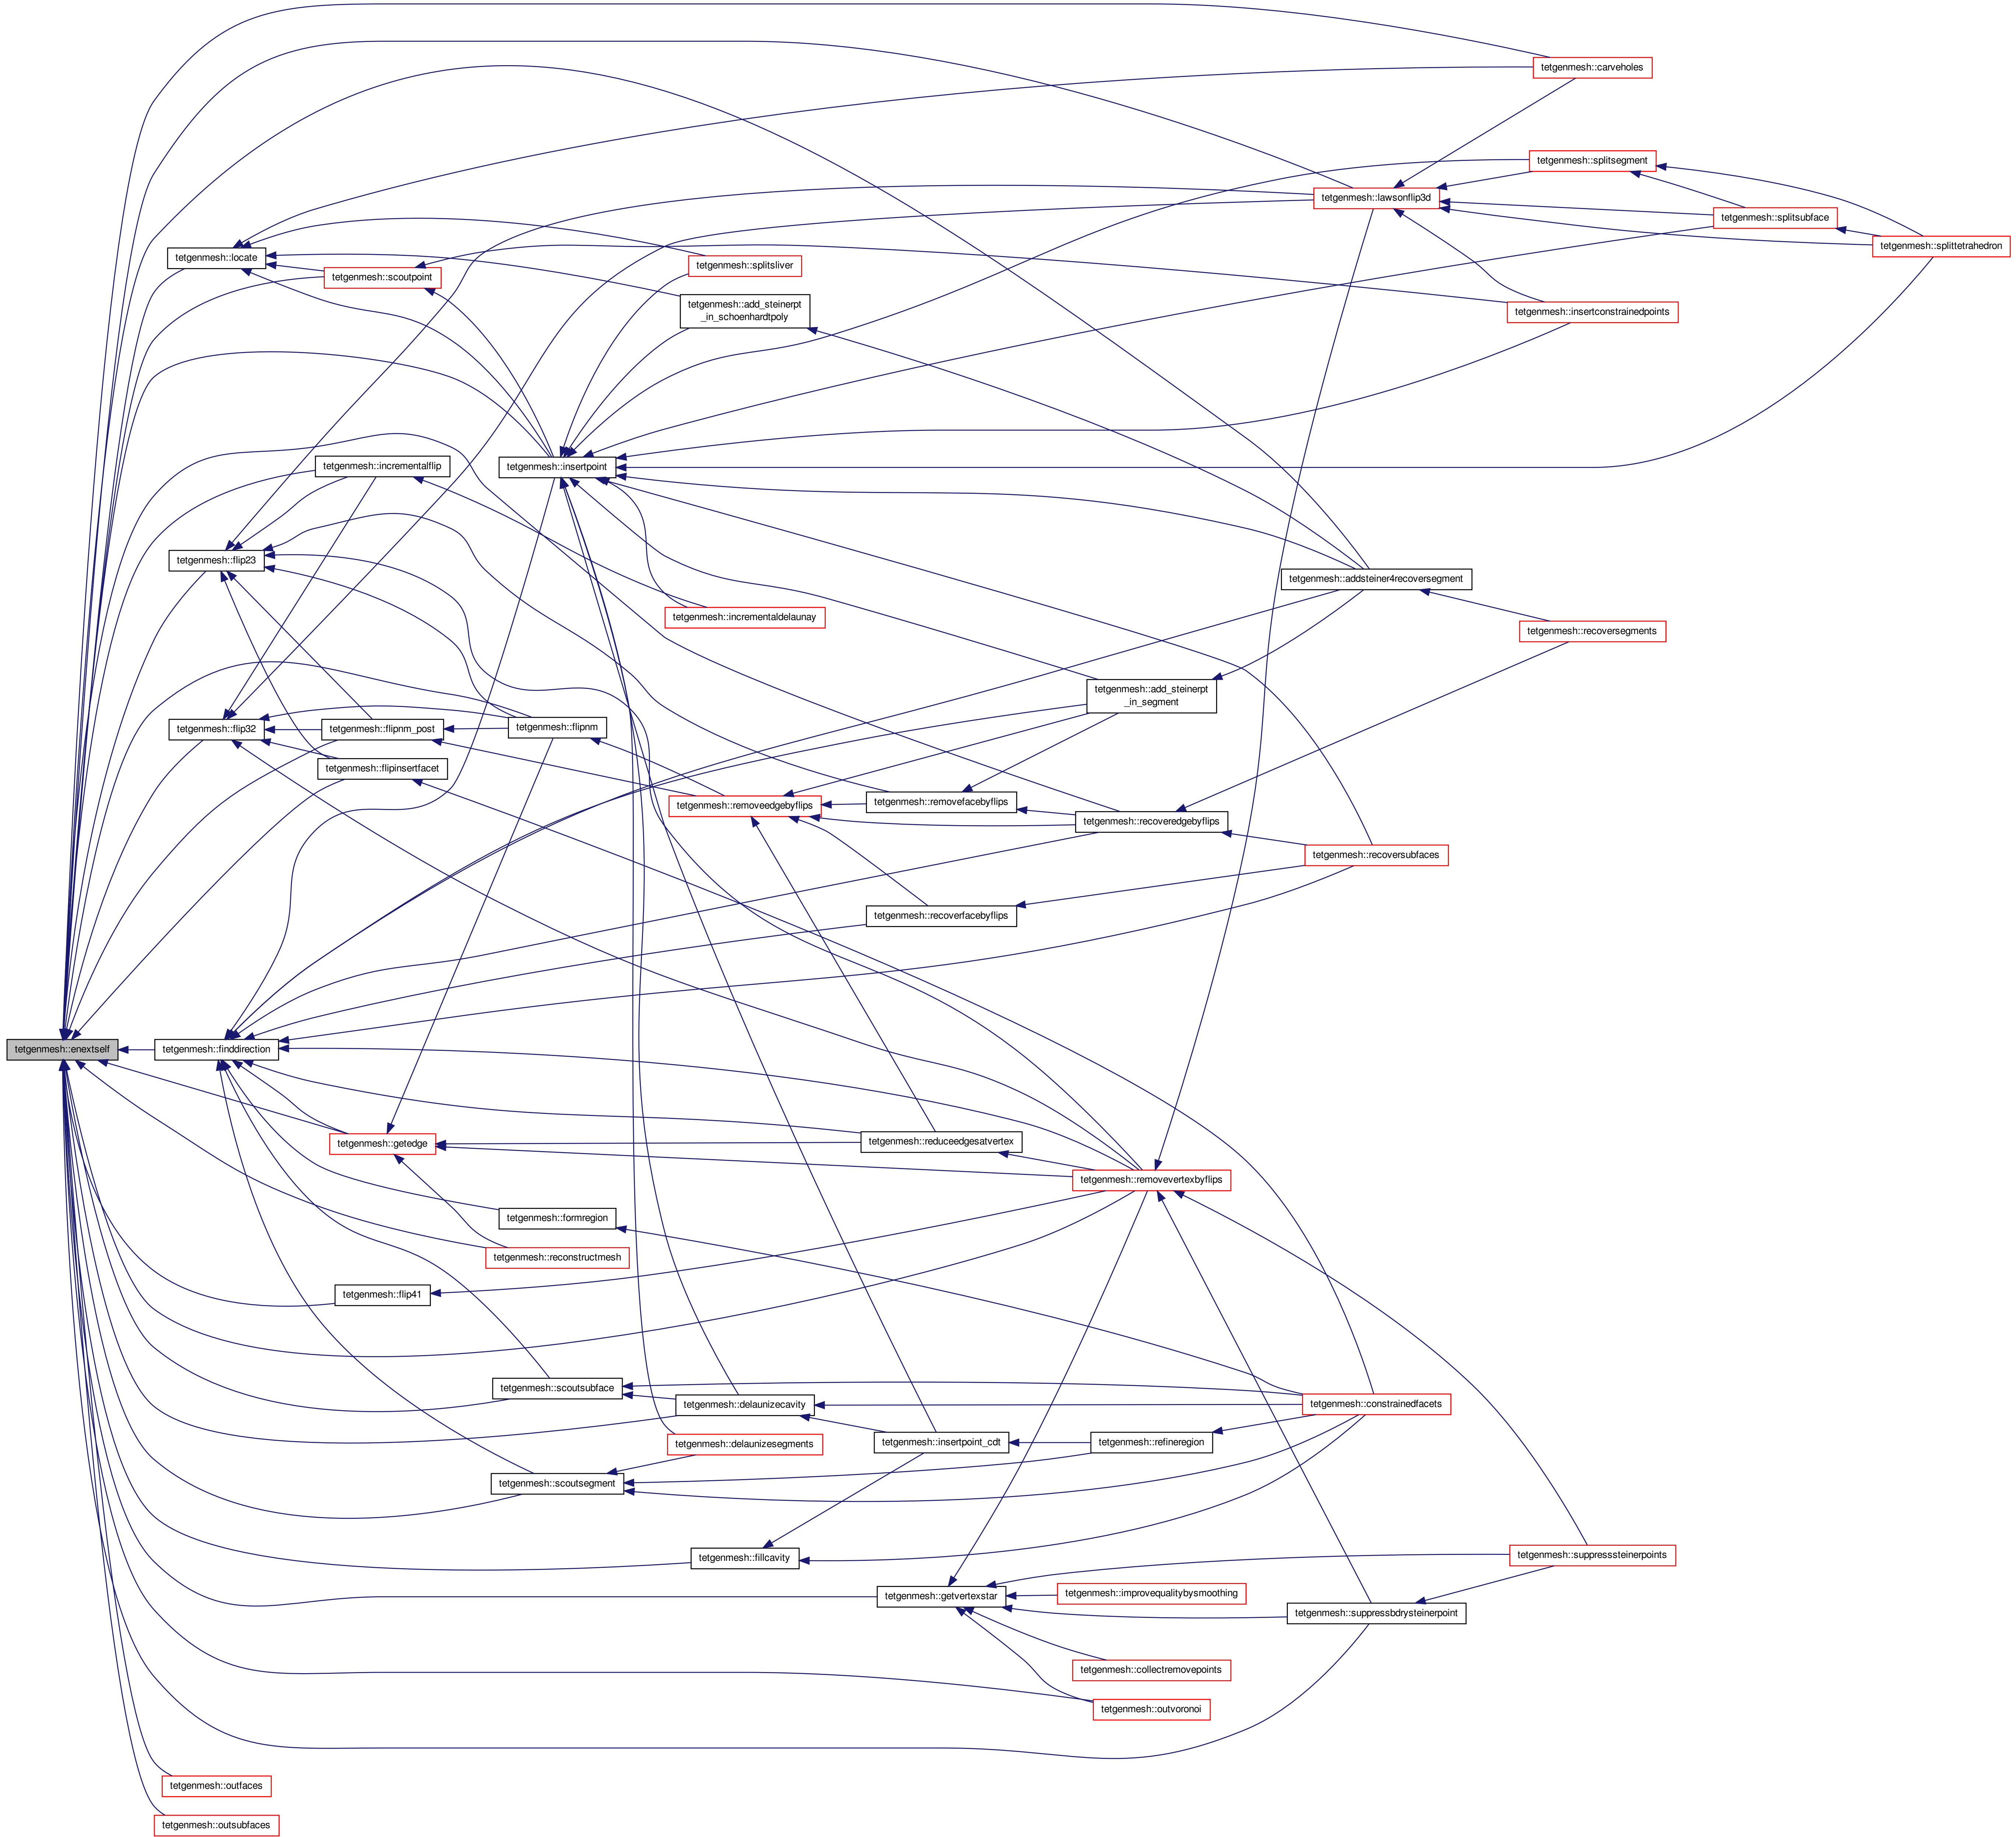 tetgenmesh::carveholes
tetgenmesh::splitsegment
tetgenmesh::lawsonflip3d
tetgenmesh::splitsubface
tetgenmesh::splittetrahedron
tetgenmesh::locate
tetgenmesh::scoutpoint
tetgenmesh::splitsliver
tetgenmesh::add_steinerpt
_in_schoenhardtpoly
tetgenmesh::insertconstrainedpoints
tetgenmesh::incrementalflip
tetgenmesh::insertpoint
tetgenmesh::flip23
tetgenmesh::addsteiner4recoversegment
tetgenmesh::incrementaldelaunay
tetgenmesh::recoversegments
tetgenmesh::add_steinerpt
_in_segment
tetgenmesh::flip32
tetgenmesh::flipnm_post
tetgenmesh::flipnm
tetgenmesh::flipinsertfacet
tetgenmesh::removeedgebyflips
tetgenmesh::removefacebyflips
tetgenmesh::recoveredgebyflips
tetgenmesh::recoversubfaces
tetgenmesh::recoverfacebyflips
tetgenmesh::enextself
tetgenmesh::finddirection
tetgenmesh::getedge
tetgenmesh::reduceedgesatvertex
tetgenmesh::removevertexbyflips
tetgenmesh::formregion
tetgenmesh::reconstructmesh
tetgenmesh::flip41
tetgenmesh::scoutsubface
tetgenmesh::delaunizecavity
tetgenmesh::constrainedfacets
tetgenmesh::delaunizesegments
tetgenmesh::insertpoint_cdt
tetgenmesh::refineregion
tetgenmesh::scoutsegment
tetgenmesh::fillcavity
tetgenmesh::suppresssteinerpoints
tetgenmesh::getvertexstar
tetgenmesh::improvequalitybysmoothing
tetgenmesh::suppressbdrysteinerpoint
tetgenmesh::collectremovepoints
tetgenmesh::outvoronoi
tetgenmesh::outfaces
tetgenmesh::outsubfaces